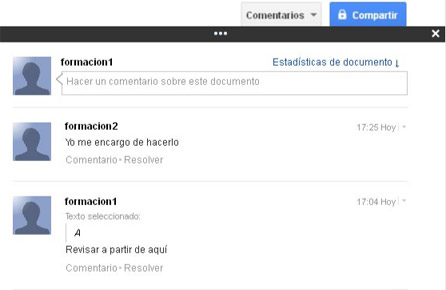 Comentarios
Compartir
formacion1
Estadísticas de documento ↓
Hacer un comentario sobre este documento
formacion2
17:25 Hoy
Yo me encargo de hacerlo
Comentario · Resolver
formacion1
17:04 Hoy
Texto seleccionado:
A
Revisar a partir de aquí
Comentario · Resolver